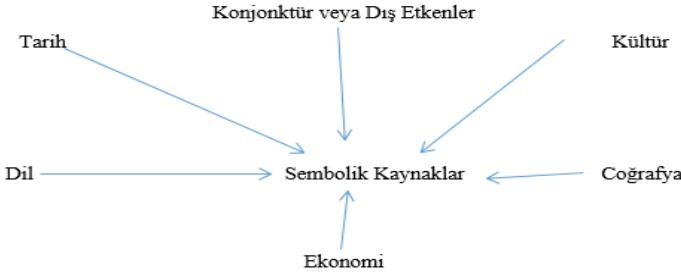 Konjonktür veya Dış Etkenler
Tarih
Kültür
Dil
Sembolik Kaynaklar
Coğrafya
Ekonomi